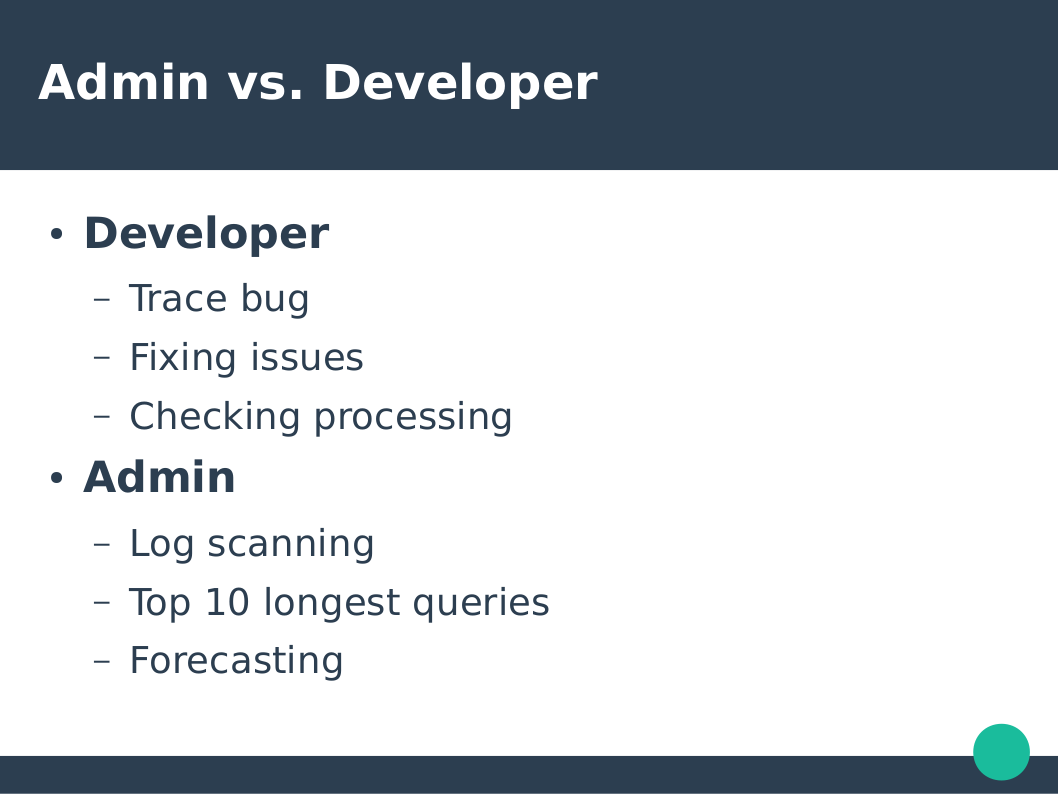 Admin vs. Developer
• Developer
– Trace bug
– Fixing issues
– Checking processing
• Admin
– Log scanning
– Top 10 longest queries
– Forecasting